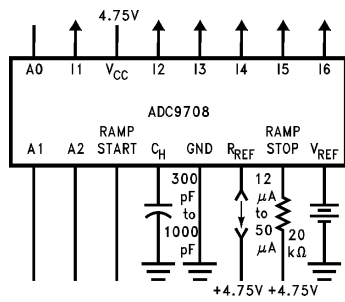 4.75V
A0 I1 VCC I2 I3 I4 I5 I6
ADC9708
RAMP RAMP
A1 A2 START CH GND RREF STOP VREF
300 pF to 1000 pF
12 μA to 50 μA
20 kΩ
+4.75V +4.75V